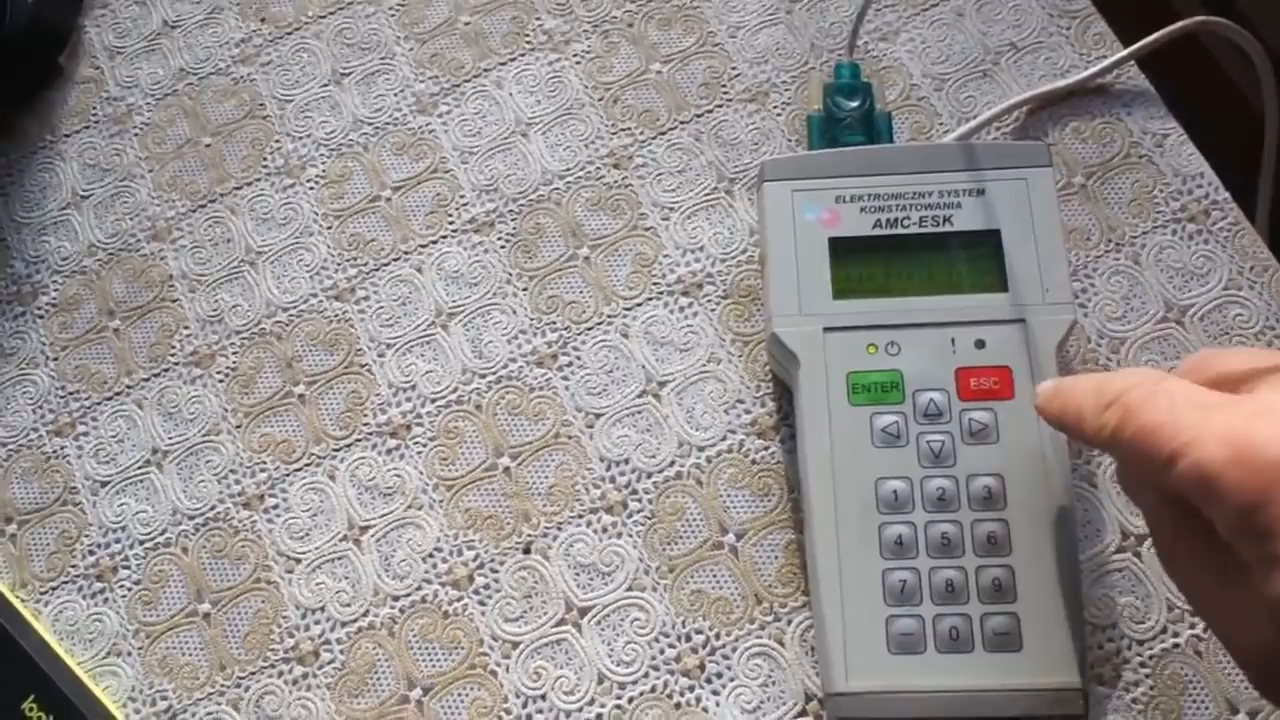 ELEKTRONICZNY SYSTEM
KONSTATOWANIA
AMC-ESK
!
ENTER
ESC
1 2 3
4 5 6
7 8 9
0